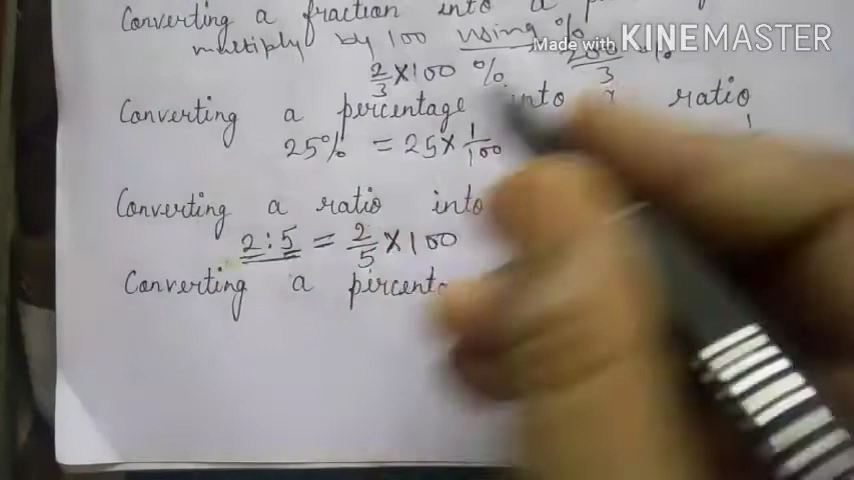 Converting a fraction into a
multiply by 100 using %
Made with KINEMASTER
2/3 × 100 % 200/3 %
Converting a percentage into a ratio
25% = 25 × 1/100
Converting a ratio into
2:5 = 2/5 × 100
Converting a